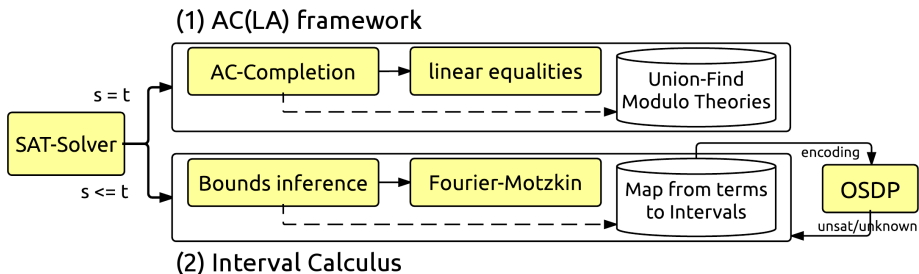 (1) AC(LA) framework
AC-Completion
linear equalities
Union-Find
Modulo Theories
s = t
SAT-Solver
s <= t
Bounds inference
Fourier-Motzkin
Map from terms
to Intervals
encoding
OSDP
unsat/unknown
(2) Interval Calculus